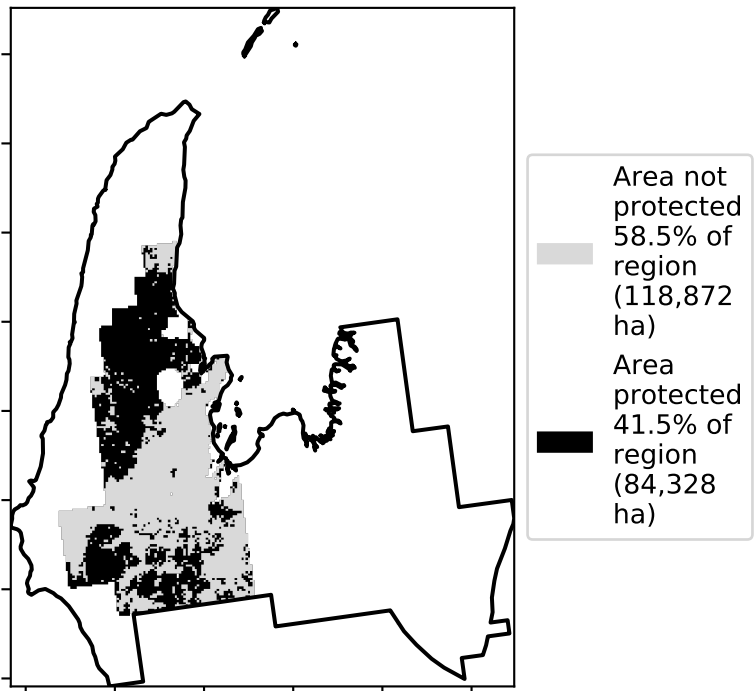 Area not
protected
58.5% of
region
(118,872
ha)
Area
protected
41.5% of
region
(84,328
ha)